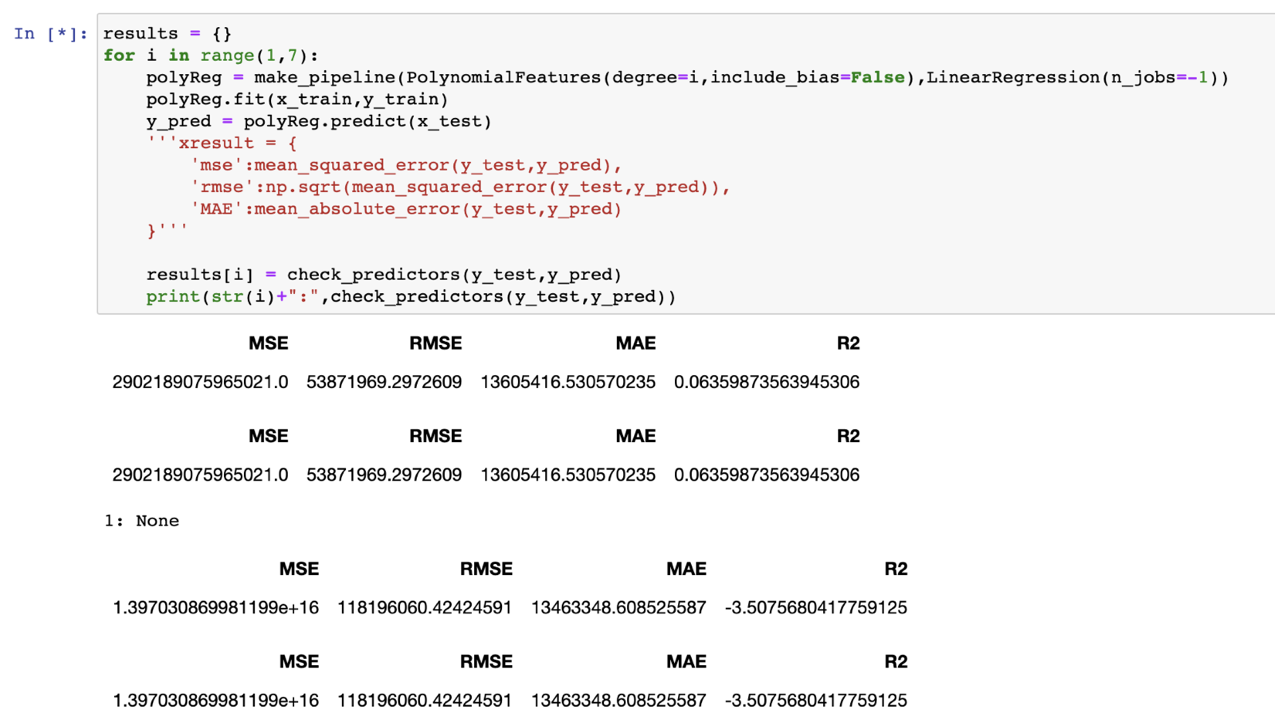 In [*]: results = {}
for i in range(1,7):
    polyReg = make_pipeline(PolynomialFeatures(degree=i,include_bias=False),LinearRegression(n_jobs=-1))
    polyReg.fit(x_train,y_train)
    y_pred = polyReg.predict(x_test)
    '''xresult = {
        'mse':mean_squared_error(y_test,y_pred),
        'rmse':np.sqrt(mean_squared_error(y_test,y_pred)),
        'MAE':mean_absolute_error(y_test,y_pred)
    }'''
    results[i] = check_predictors(y_test,y_pred)
    print(str(i)+":",check_predictors(y_test,y_pred))
MSE RMSE MAE R2
2902189075965021.0 53871969.2972609 13605416.530570235 0.06359873563945306
MSE RMSE MAE R2
2902189075965021.0 53871969.2972609 13605416.530570235 0.06359873563945306
1: None
MSE RMSE MAE R2
1.397030869981199e+16 118196060.42424591 13463348.608525587 -3.5075680417759125
MSE RMSE MAE R2
1.397030869981199e+16 118196060.42424591 13463348.608525587 -3.5075680417759125